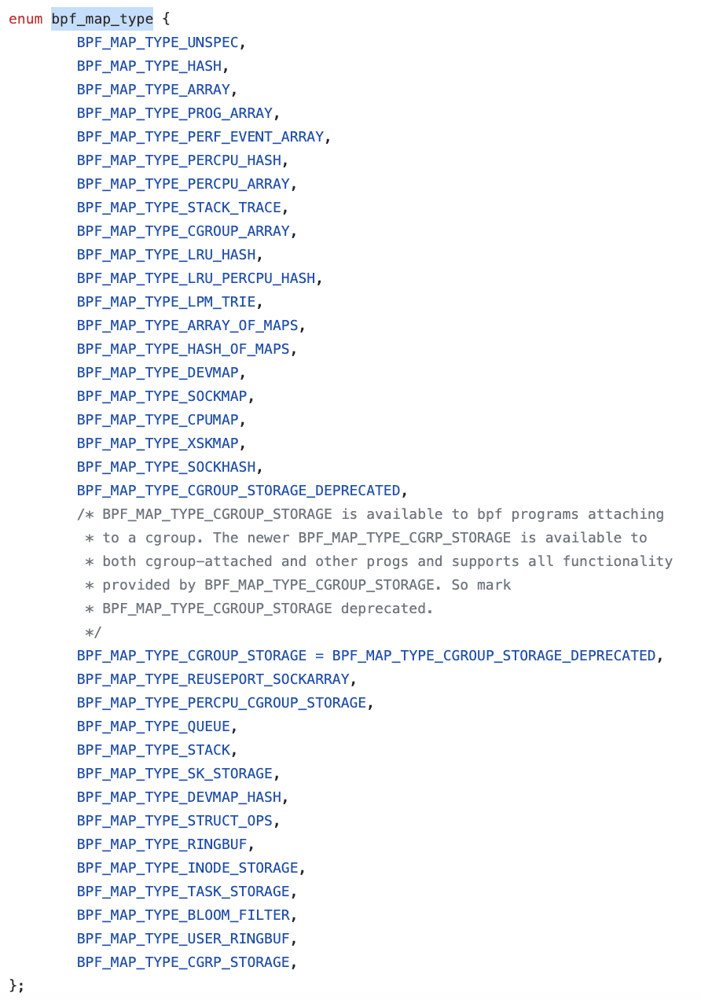 enum bpf_map_type {
BPF_MAP_TYPE_UNSPEC,
BPF_MAP_TYPE_HASH,
BPF_MAP_TYPE_ARRAY,
BPF_MAP_TYPE_PROG_ARRAY,
BPF_MAP_TYPE_PERF_EVENT_ARRAY,
BPF_MAP_TYPE_PERCPU_HASH,
BPF_MAP_TYPE_PERCPU_ARRAY,
BPF_MAP_TYPE_STACK_TRACE,
BPF_MAP_TYPE_CGROUP_ARRAY,
BPF_MAP_TYPE_LRU_HASH,
BPF_MAP_TYPE_LRU_PERCPU_HASH,
BPF_MAP_TYPE_LPM_TRIE,
BPF_MAP_TYPE_ARRAY_OF_MAPS,
BPF_MAP_TYPE_HASH_OF_MAPS,
BPF_MAP_TYPE_DEVMAP,
BPF_MAP_TYPE_SOCKMAP,
BPF_MAP_TYPE_CPUMAP,
BPF_MAP_TYPE_XSKMAP,
BPF_MAP_TYPE_SOCKHASH,
BPF_MAP_TYPE_CGROUP_STORAGE_DEPRECATED,
/* BPF_MAP_TYPE_CGROUP_STORAGE is available to bpf programs attaching
* to a cgroup. The newer BPF_MAP_TYPE_CGRP_STORAGE is available to
* both cgroup-attached and other progs and supports all functionality
* provided by BPF_MAP_TYPE_CGROUP_STORAGE. So mark
* BPF_MAP_TYPE_CGROUP_STORAGE deprecated.
*/
BPF_MAP_TYPE_CGROUP_STORAGE = BPF_MAP_TYPE_CGROUP_STORAGE_DEPRECATED,
BPF_MAP_TYPE_REUSEPORT_SOCKARRAY,
BPF_MAP_TYPE_PERCPU_CGROUP_STORAGE,
BPF_MAP_TYPE_QUEUE,
BPF_MAP_TYPE_STACK,
BPF_MAP_TYPE_SK_STORAGE,
BPF_MAP_TYPE_DEVMAP_HASH,
BPF_MAP_TYPE_STRUCT_OPS,
BPF_MAP_TYPE_RINGBUF,
BPF_MAP_TYPE_INODE_STORAGE,
BPF_MAP_TYPE_TASK_STORAGE,
BPF_MAP_TYPE_BLOOM_FILTER,
BPF_MAP_TYPE_USER_RINGBUF,
BPF_MAP_TYPE_CGRP_STORAGE,
};